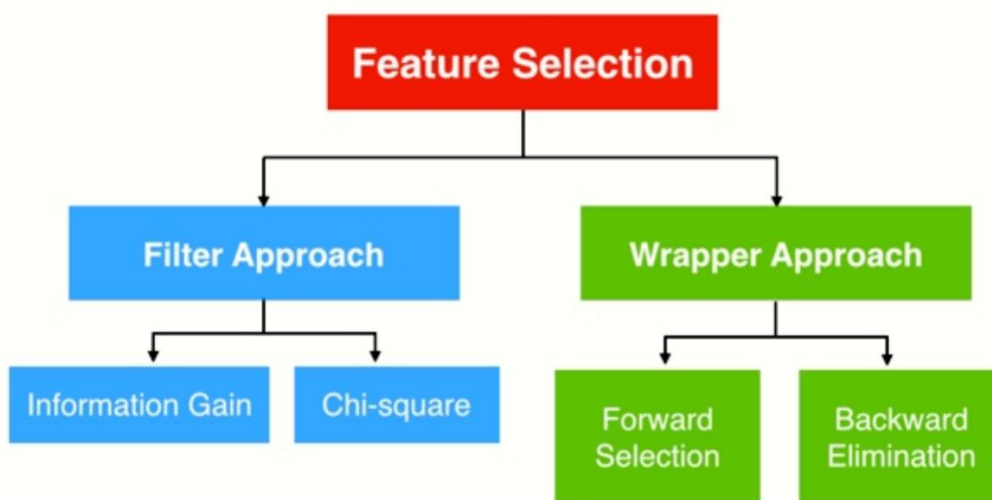 Feature Selection
Filter Approach
Wrapper Approach
Information Gain
Chi-square
Forward
Selection
Backward
Elimination